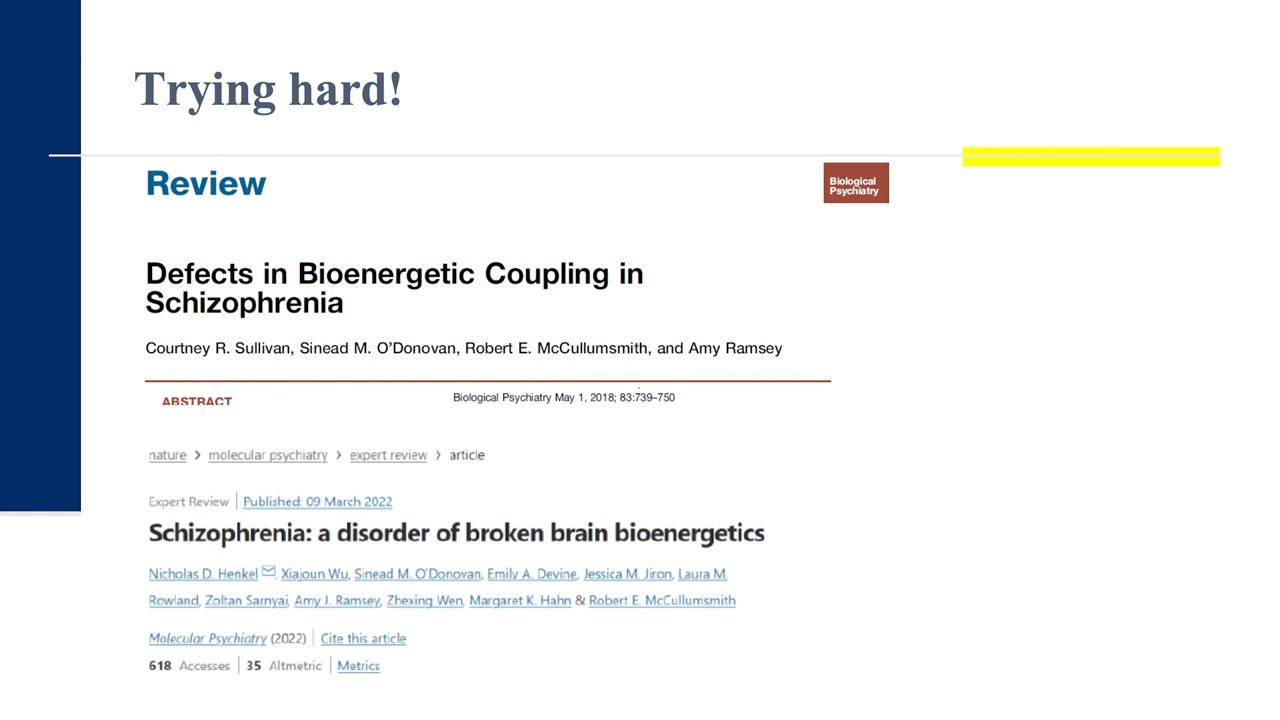 Trying hard!
Review
Biological
Psychiatry
Defects in Bioenergetic Coupling in
Schizophrenia
Courtney R. Sullivan, Sinead M. O’Donovan, Robert E. McCullumsmith, and Amy Ramsey
ABSTRACT
Biological Psychiatry May 1, 2018; 83:739–750
nature > molecular psychiatry > expert review > article
Expert Review | Published: 09 March 2022
Schizophrenia: a disorder of broken brain bioenergetics
Nicholas D. Henkel, Xiajoun Wu, Sinead M. O'Donovan, Emily A. Devine, Jessica M. Jiron, Laura M.
Rowland, Zoltan Sarnyai, Amy J. Ramsey, Zhexing Wen, Margaret K. Hahn & Robert E. McCullumsmith
Molecular Psychiatry (2022) | Cite this article
618 Accesses | 35 Altmetric | Metrics